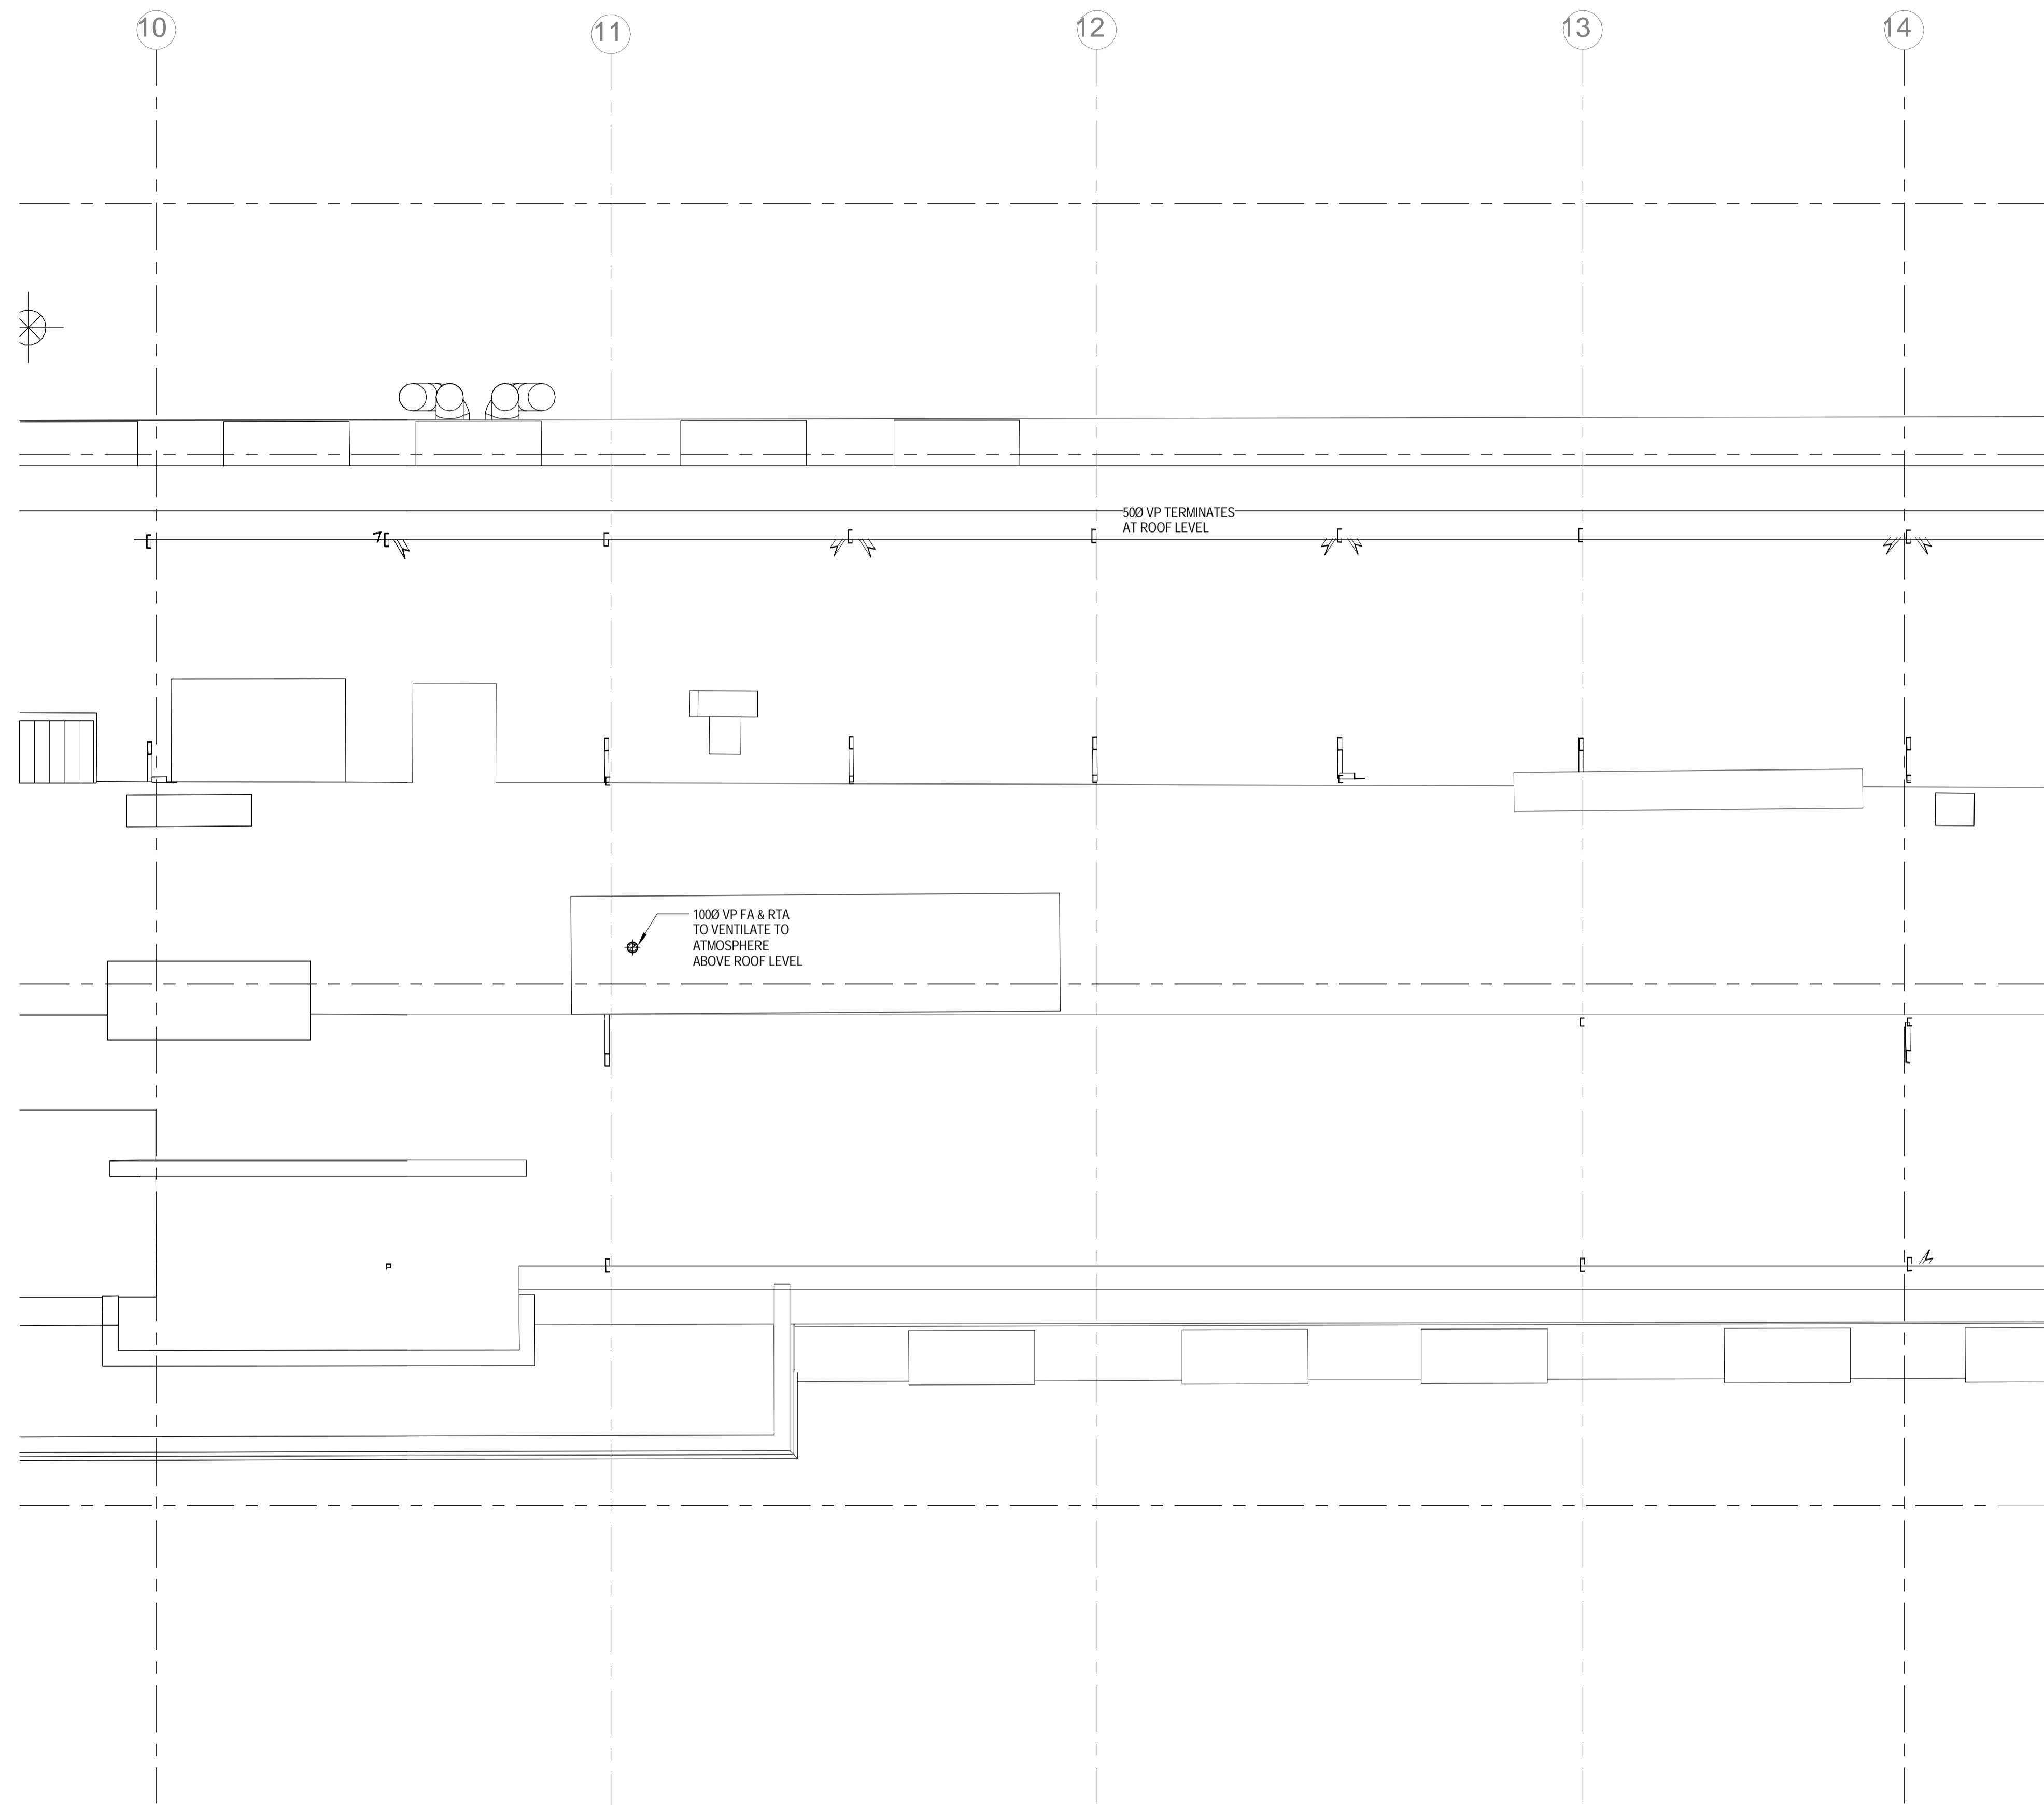 10
11
12
13
14
50Ø VP TERMINATES
AT ROOF LEVEL
100Ø VP FA & RTA
TO VENTILATE TO
ATMOSPHERE
ABOVE ROOF LEVEL